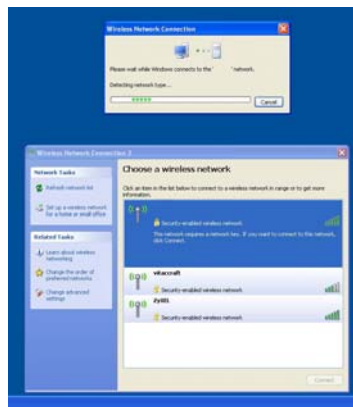 Wireless Network Connection
Please wait while Windows connects to the ' ' network.
Detecting network type...
Cancel
Wireless Network Connection 2
Network Tasks
Refresh network list
Set up a wireless network
for a home or small office
Related Tasks
Learn about wireless
networking
Change the order of
preferred networks
Change advanced
settings
Choose a wireless network
Click an item in the list below to connect to a wireless network in range or to get more
information.
Security-enabled wireless network
This network requires a network key. If you want to connect to this network,
click Connect.
vitaccraft
Security-enabled wireless network
ZyXEL
Security-enabled wireless network
Connect